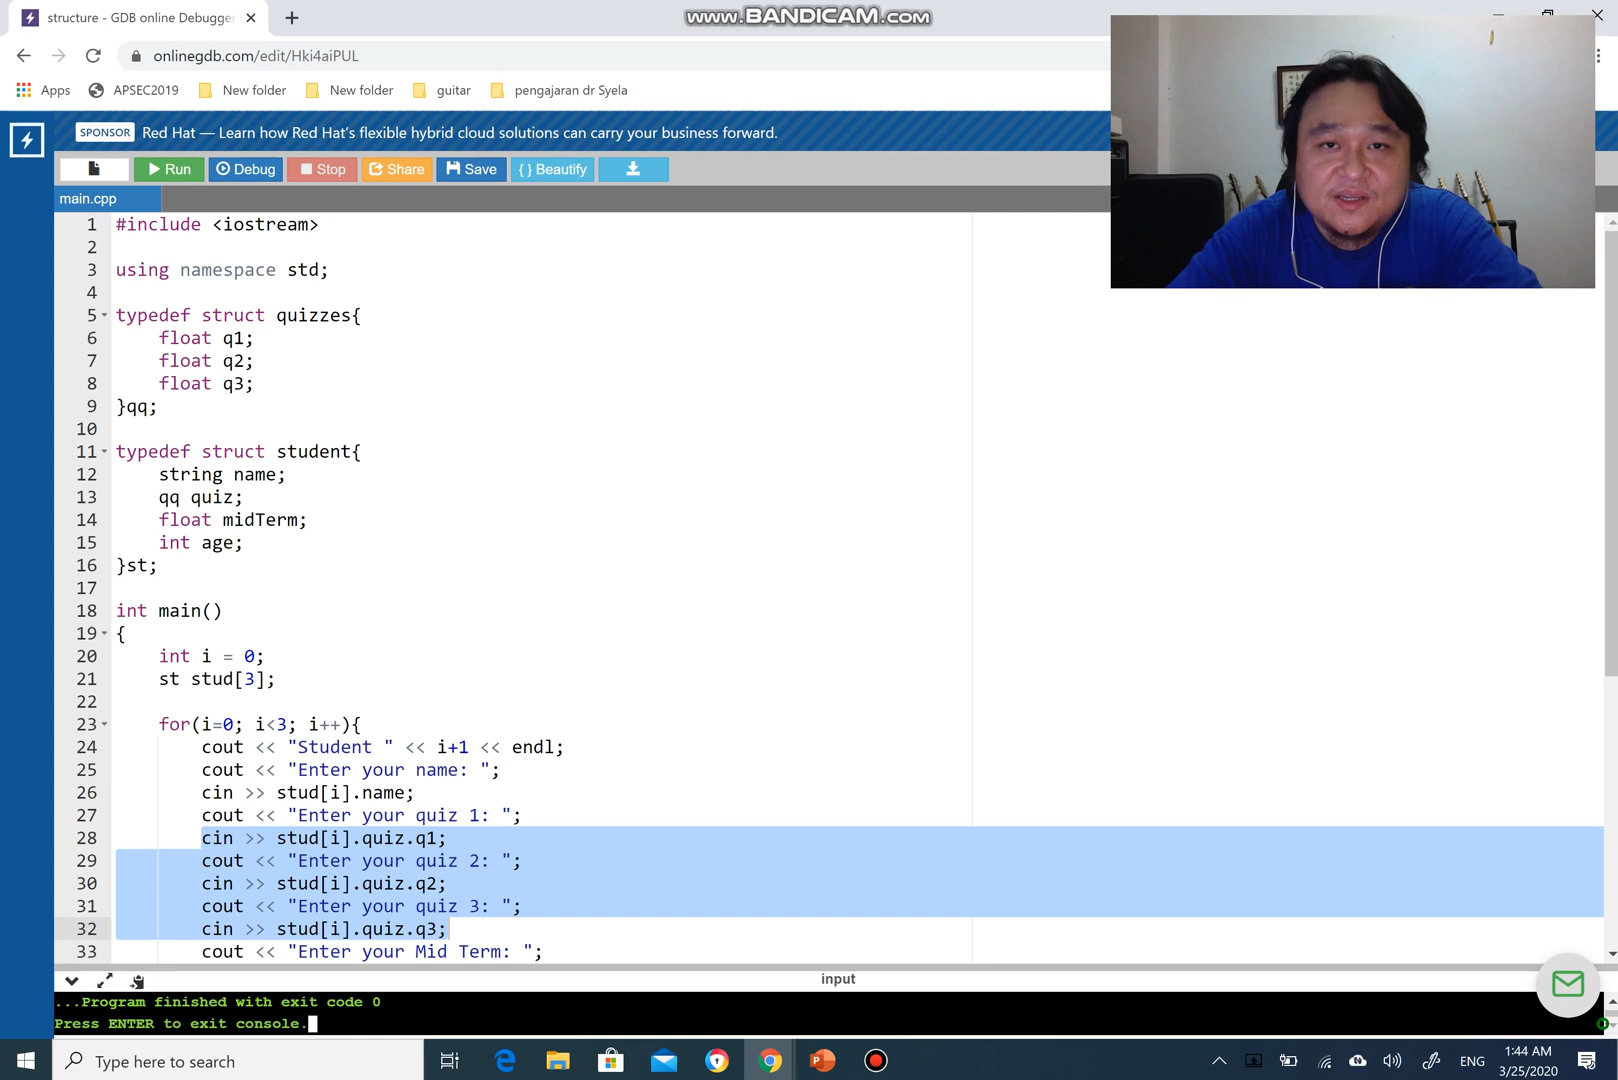 structure - GDB online Debugger
www.BANDICAM.com
onlinegdb.com/edit/Hki4aiPUL
Apps APSEC2019 New folder New folder guitar pengajaran dr Syela
SPONSOR Red Hat — Learn how Red Hat's flexible hybrid cloud solutions can carry your business forward.
Run Debug Stop Share Save { } Beautify
main.cpp
1 #include <iostream>
2
3 using namespace std;
4
5 typedef struct quizzes{
6 float q1;
7 float q2;
8 float q3;
9 }qq;
10
11 typedef struct student{
12 string name;
13 qq quiz;
14 float midTerm;
15 int age;
16 }st;
17
18 int main()
19 {
20 int i = 0;
21 st stud[3];
22
23 for(i=0; i<3; i++){
24 cout << "Student " << i+1 << endl;
25 cout << "Enter your name: ";
26 cin >> stud[i].name;
27 cout << "Enter your quiz 1: ";
28 cin >> stud[i].quiz.q1;
29 cout << "Enter your quiz 2: ";
30 cin >> stud[i].quiz.q2;
31 cout << "Enter your quiz 3: ";
32 cin >> stud[i].quiz.q3;
33 cout << "Enter your Mid Term: ";
input
...Program finished with exit code 0
Press ENTER to exit console.
Type here to search
ENG
1:44 AM
3/25/2020